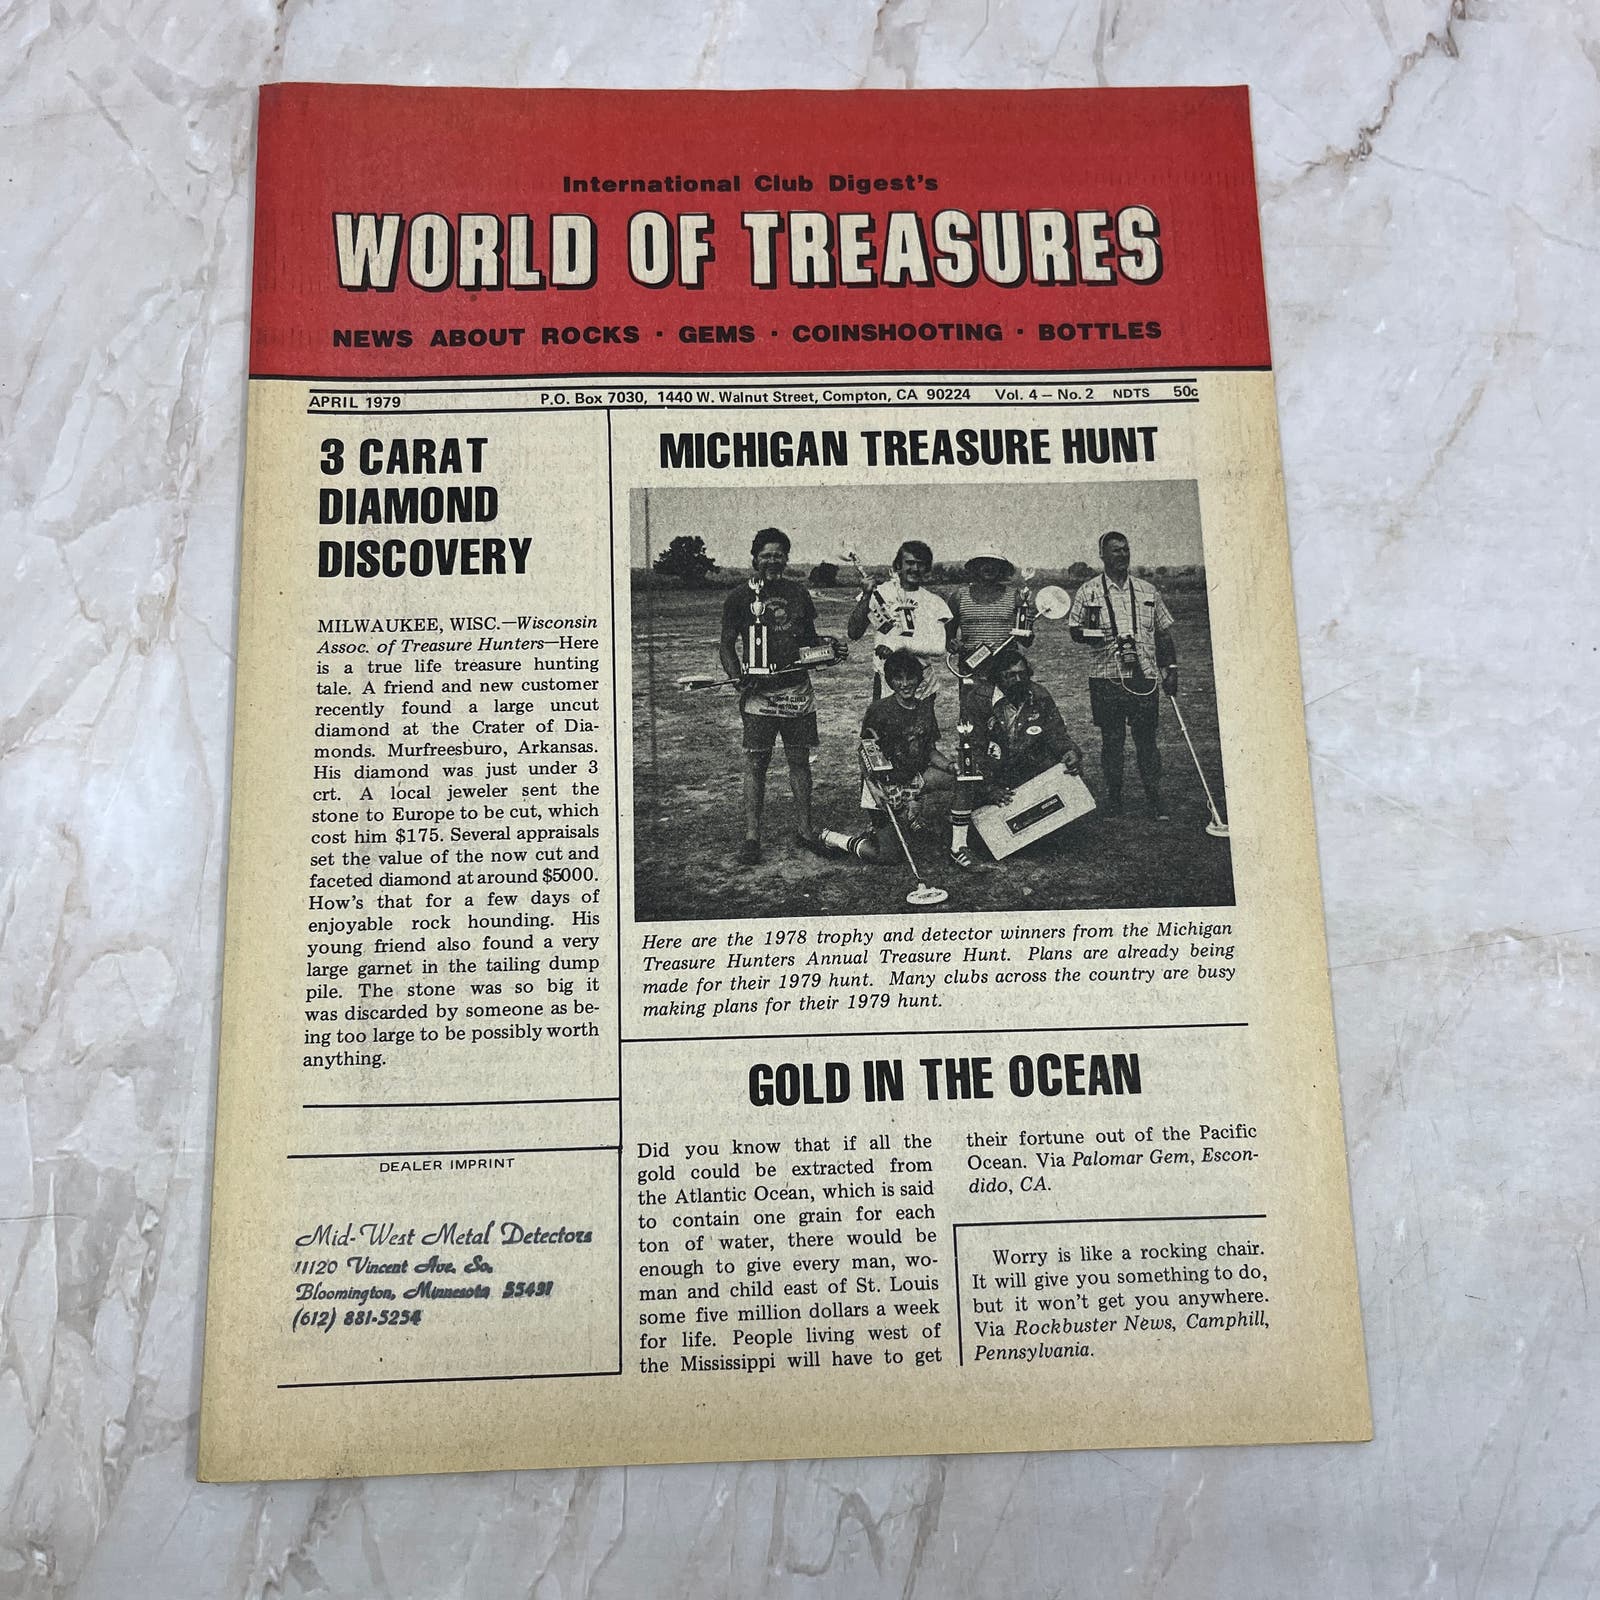 International Club Digest's
WORLD OF TREASURES
NEWS ABOUT ROCKS · GEMS · COINSHOOTING · BOTTLES
APRIL 1979 P.O. Box 7030, 1440 W. Walnut Street, Compton, CA 90224 Vol. 4 – No. 2 NDTS 50c
3 CARAT
DIAMOND
DISCOVERY
MILWAUKEE, WISC.—Wisconsin
Assoc. of Treasure Hunters—Here
is a true life treasure hunting
tale. A friend and new customer
recently found a large uncut
diamond at the Crater of Dia-
monds. Murfreesburo, Arkansas.
His diamond was just under 3
crt. A local jeweler sent the
stone to Europe to be cut, which
cost him $175. Several appraisals
set the value of the now cut and
faceted diamond at around $5000.
How's that for a few days of
enjoyable rock hounding. His
young friend also found a very
large garnet in the tailing dump
pile. The stone was so big it
was discarded by someone as be-
ing too large to be possibly worth
anything.
DEALER IMPRINT
Mid-West Metal Detectors
11120 Vincent Ave. So.
Bloomington, Minnesota 55431
(612) 881-5254
MICHIGAN TREASURE HUNT
Here are the 1978 trophy and detector winners from the Michigan
Treasure Hunters Annual Treasure Hunt. Plans are already being
made for their 1979 hunt. Many clubs across the country are busy
making plans for their 1979 hunt.
GOLD IN THE OCEAN
Did you know that if all the
gold could be extracted from
the Atlantic Ocean, which is said
to contain one grain for each
ton of water, there would be
enough to give every man, wo-
man and child east of St. Louis
some five million dollars a week
for life. People living west of
the Mississippi will have to get
their fortune out of the Pacific
Ocean. Via Palomar Gem, Escon-
dido, CA.
Worry is like a rocking chair.
It will give you something to do,
but it won't get you anywhere.
Via Rockbuster News, Camphill,
Pennsylvania.